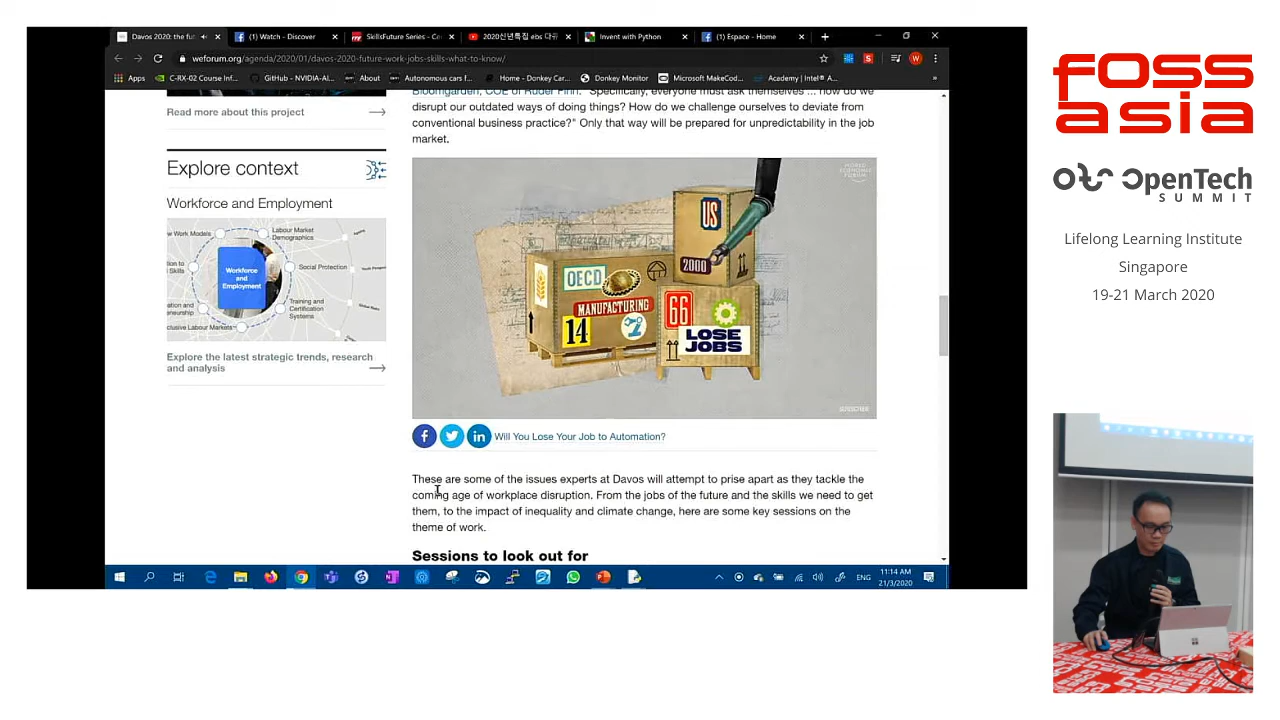 Davos 2020: the fut
(1) Watch - Discover
SkillsFuture Series - Ce
2020신년특집 ebs 다큐
Invent with Python
(1) Espace - Home
weforum.org/agenda/2020/01/davos-2020-future-work-jobs-skills-what-to-know/
Apps
C-RX-02 Course Inf...
GitHub - NVIDIA-AI...
About
Autonomous cars f...
Home - Donkey Car...
Donkey Monitor
Microsoft MakeCod...
Academy | Intel® A...
Read more about this project
Explore context
Workforce and Employment
w Work Models
Labour Market
Demographics
Social Protection
Workforce
and
Employment
Training and
Certification
Systems
clusive Labour Markets
Explore the latest strategic trends, research
and analysis
Bloomgarden, COE of Ruder Finn. "Specifically, everyone must ask themselves ... how do we
disrupt our outdated ways of doing things? How do we challenge ourselves to deviate from
conventional business practice?" Only that way will be prepared for unpredictability in the job
market.
WORLD
ECONOMIC
FORUM
US
2000
OECD
MANUFACTURING
14
66
LOSE
JOBS
Will You Lose Your Job to Automation?
These are some of the issues experts at Davos will attempt to prise apart as they tackle the
coming age of workplace disruption. From the jobs of the future and the skills we need to get
them, to the impact of inequality and climate change, here are some key sessions on the
theme of work.
Sessions to look out for
ENG
11:14 AM
21/3/2020
FOSS
asia
OpenTech
SUMMIT
Lifelong Learning Institute
Singapore
19-21 March 2020